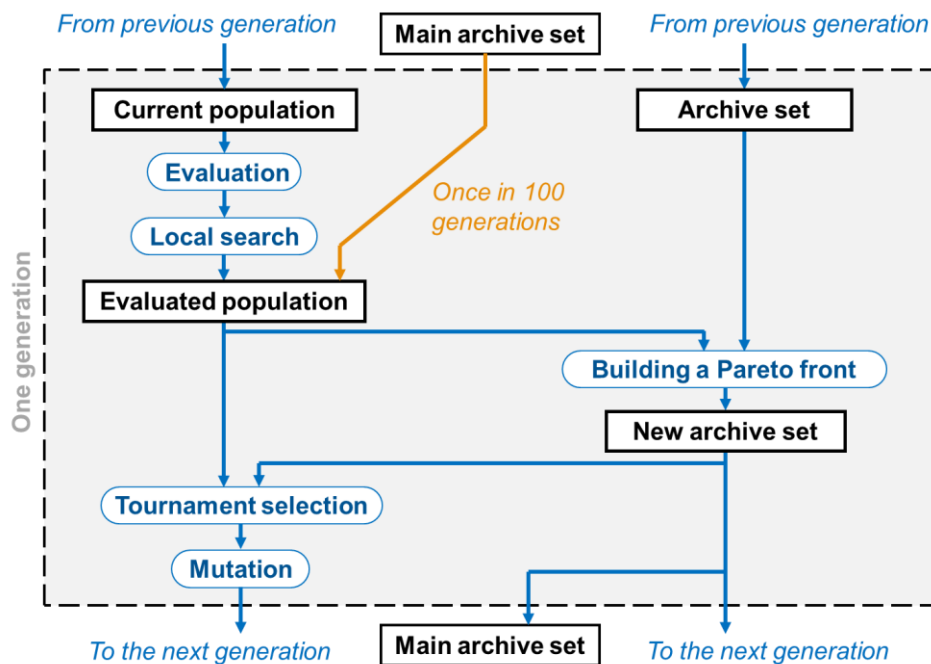 From previous generation
Main archive set
From previous generation
Current population
Archive set
Evaluation
Once in 100
generations
Local search
Evaluated population
One generation
Building a Pareto front
New archive set
Tournament selection
Mutation
To the next generation
Main archive set
To the next generation